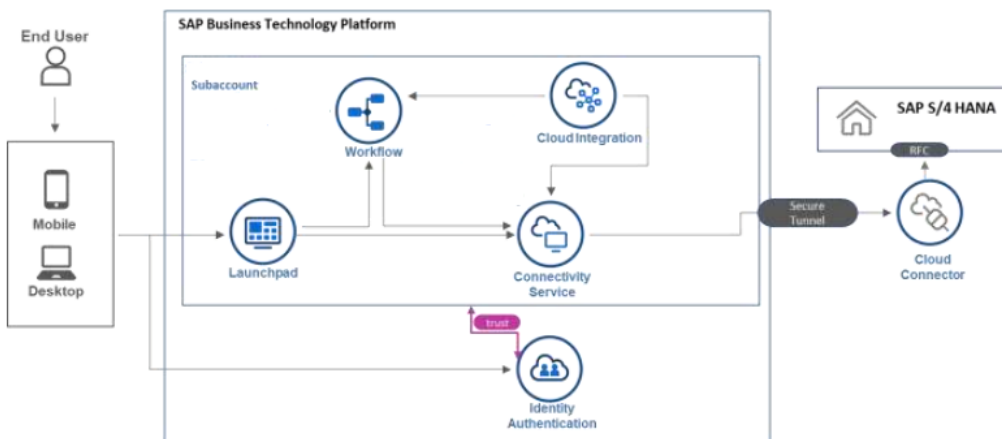 SAP Business Technology Platform
End User
Subaccount
Workflow
Cloud Integration
SAP S/4 HANA
RFC
Mobile
Desktop
Launchpad
Connectivity
Service
Secure
Tunnel
Cloud
Connector
trust
Identity
Authentication